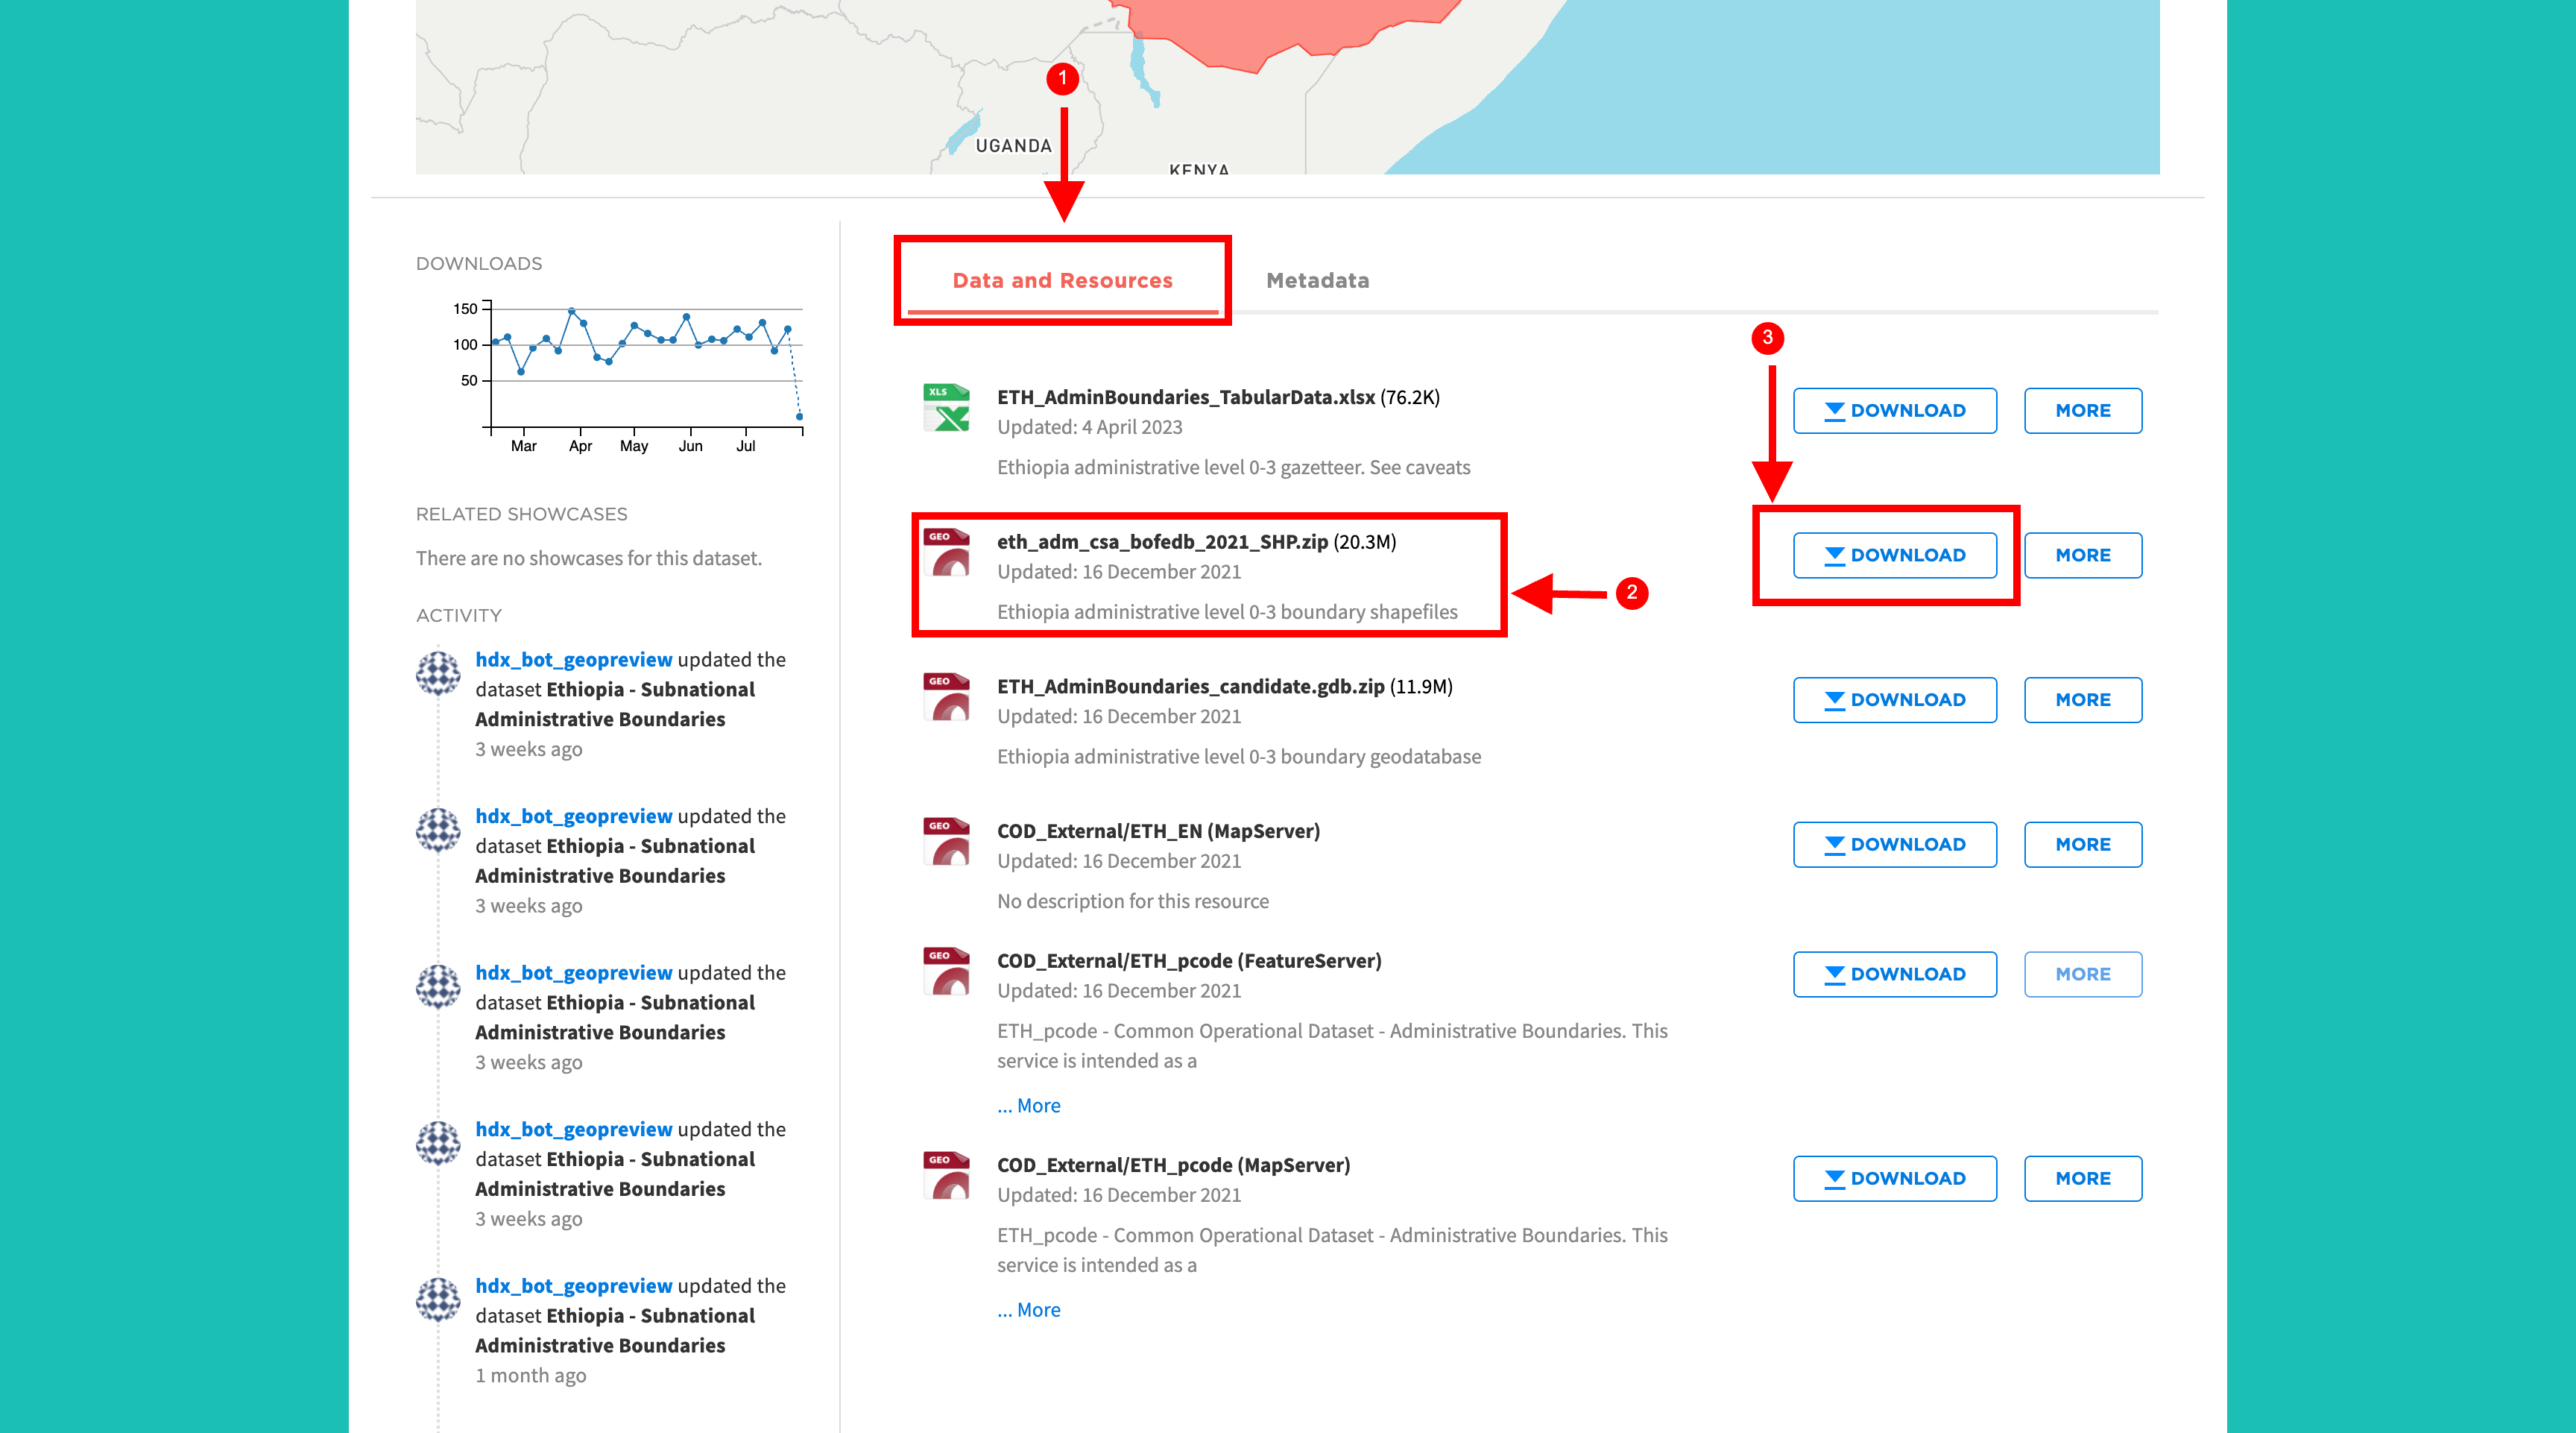 1
UGANDA
KENYA
DOWNLOADS
150
100
50
Mar Apr May Jun Jul
RELATED SHOWCASES
There are no showcases for this dataset.
ACTIVITY
hdx_bot_geopreview updated the
dataset Ethiopia - Subnational
Administrative Boundaries
3 weeks ago
hdx_bot_geopreview updated the
dataset Ethiopia - Subnational
Administrative Boundaries
3 weeks ago
hdx_bot_geopreview updated the
dataset Ethiopia - Subnational
Administrative Boundaries
3 weeks ago
hdx_bot_geopreview updated the
dataset Ethiopia - Subnational
Administrative Boundaries
3 weeks ago
hdx_bot_geopreview updated the
dataset Ethiopia - Subnational
Administrative Boundaries
1 month ago
Data and Resources Metadata
3
XLS
ETH_AdminBoundaries_TabularData.xlsx (76.2K)
Updated: 4 April 2023
Ethiopia administrative level 0-3 gazetteer. See caveats
DOWNLOAD MORE
GEO
eth_adm_csa_bofedb_2021_SHP.zip (20.3M)
Updated: 16 December 2021
Ethiopia administrative level 0-3 boundary shapefiles
2
DOWNLOAD MORE
GEO
ETH_AdminBoundaries_candidate.gdb.zip (11.9M)
Updated: 16 December 2021
Ethiopia administrative level 0-3 boundary geodatabase
DOWNLOAD MORE
GEO
COD_External/ETH_EN (MapServer)
Updated: 16 December 2021
No description for this resource
DOWNLOAD MORE
GEO
COD_External/ETH_pcode (FeatureServer)
Updated: 16 December 2021
ETH_pcode - Common Operational Dataset - Administrative Boundaries. This
service is intended as a
... More
DOWNLOAD MORE
GEO
COD_External/ETH_pcode (MapServer)
Updated: 16 December 2021
ETH_pcode - Common Operational Dataset - Administrative Boundaries. This
service is intended as a
... More
DOWNLOAD MORE